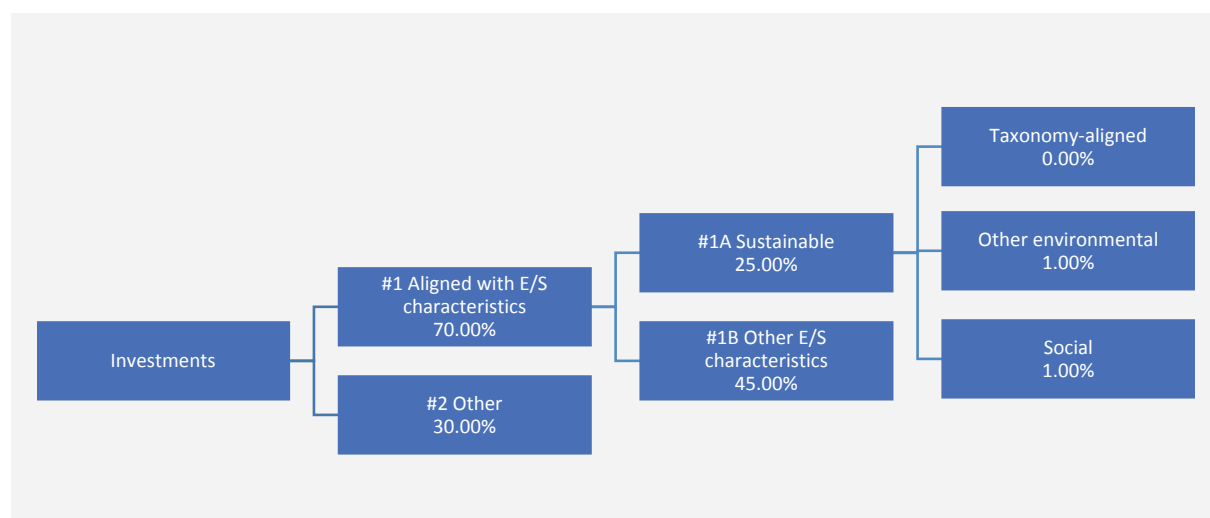 Investments
#1 Aligned with E/S
characteristics
70.00%
#2 Other
30.00%
#1A Sustainable
25.00%
#1B Other E/S
characteristics
45.00%
Taxonomy-aligned
0.00%
Other environmental
1.00%
Social
1.00%